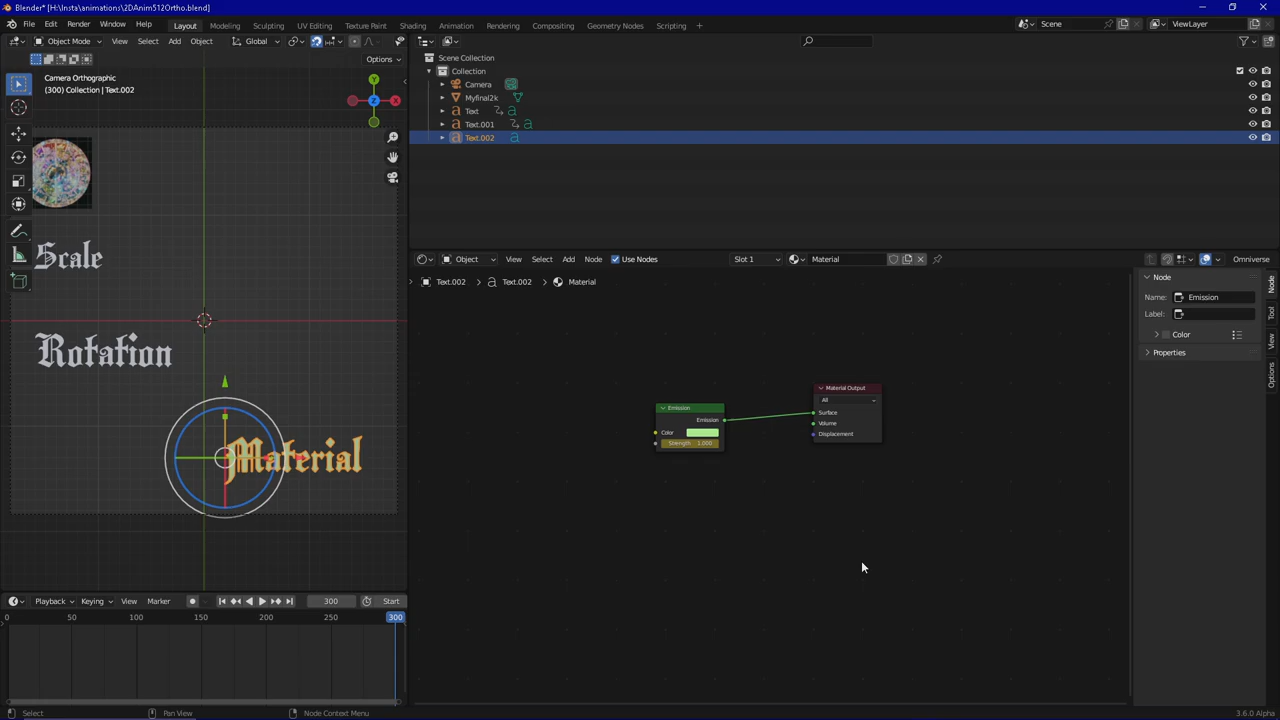 Blender* [H:\Insta\animations\2DAnim512Ortho.blend]
File Edit Render Window Help Layout Modeling Sculpting UV Editing Texture Paint Shading Animation Rendering Compositing Geometry Nodes Scripting + Scene ViewLayer
Object Mode View Select Add Object Global
Options
Camera Orthographic
(300) Collection | Text.002
Y
Z X
Scale
Rotation
Material
Playback Keying View Marker 300 Start
0 50 100 150 200 250 300
Scene Collection
Collection
Camera
Myfinal2k
Text
Text.001
Text.002
Object View Select Add Node Use Nodes Slot 1 Material Omniverse
Text.002 > Text.002 > Material
Emission
Emission
Color
Strength 1.000
Material Output
All
Surface
Volume
Displacement
Node
Name: Emission
Label:
Color
Properties
Node
Tool
View
Options
Select Pan View Node Context Menu 3.6.0 Alpha